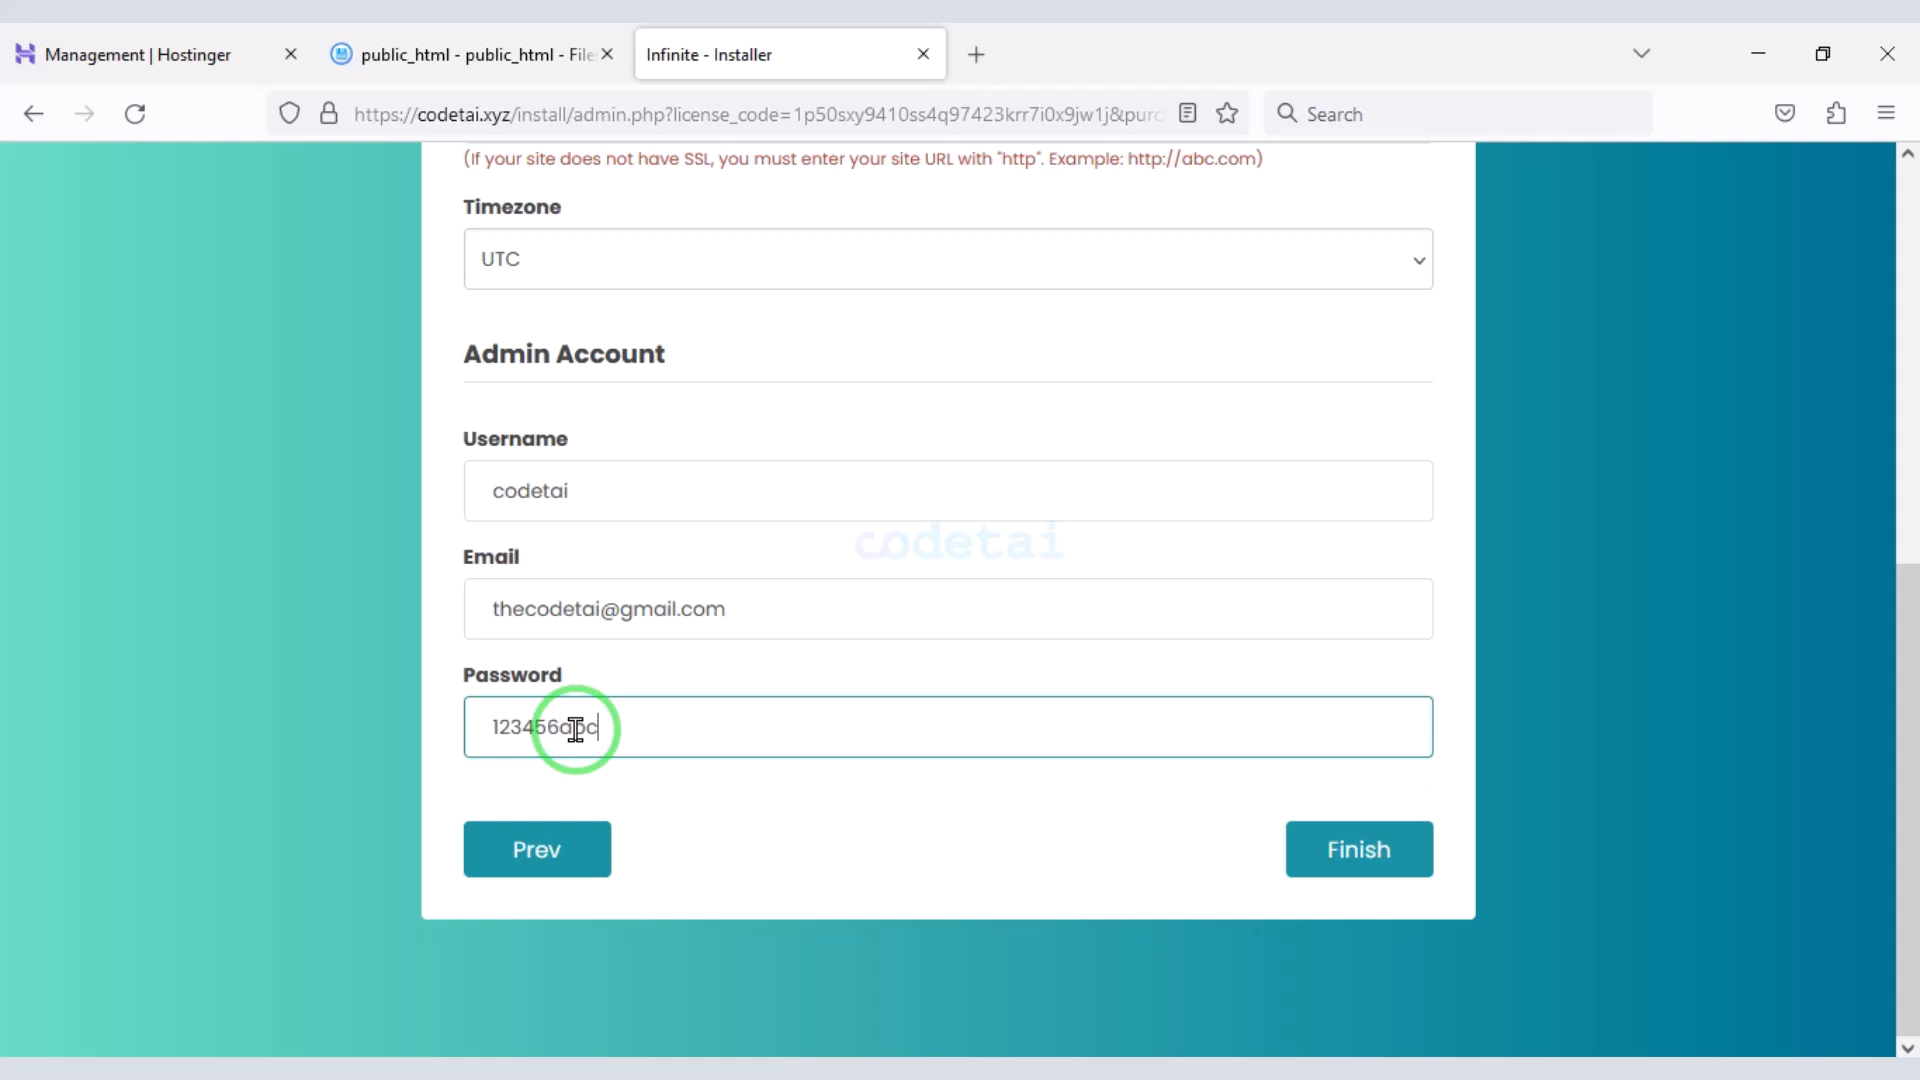 Management | Hostinger
public_html - public_html - File
Infinite - Installer
https://codetai.xyz/install/admin.php?license_code=1p50sxy9410ss4q97423krr7i0x9jw1j&purc
Search
(If your site does not have SSL, you must enter your site URL with "http". Example: http://abc.com)
Timezone
UTC
Admin Account
Username
codetai
codetai
Email
thecodetai@gmail.com
Password
123456abc
Prev
Finish